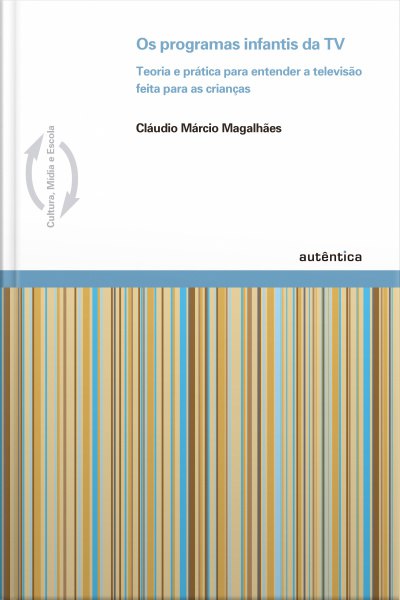 Os programas infantis da TV
Teoria e prática para entender a televisão
feita para as crianças
Cláudio Márcio Magalhães
Cultura, Mídia e Escola
autêntica